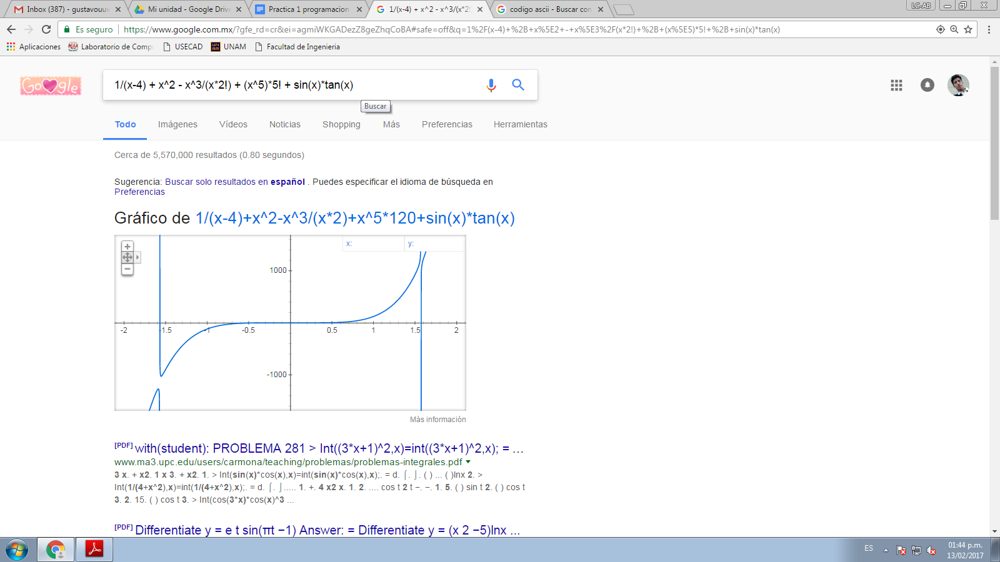 Inbox (387) - gustavouuv
Mi unidad - Google Drive
Practica 1 programacion
1/(x-4) + x^2 - x^3/(x*2!
codigo ascii - Buscar con
LC-AB
Es seguro
https://www.google.com.mx/?gfe_rd=cr&ei=agmiWKGADezZ8geZhqCoBA#safe=off&q=1%2F(x-4)+%2B+x%5E2+-+x%5E3%2F(x*2!)+%2B+(x%5E5)*5!+%2B+sin(x)*tan(x)
Aplicaciones
Laboratorio de Compu
USECAD
UNAM
Facultad de Ingenieria
Google
1/(x-4) + x^2 - x^3/(x*2!) + (x^5)*5! + sin(x)*tan(x)
Buscar
Todo
Imágenes
Vídeos
Noticias
Shopping
Más
Preferencias
Herramientas
Cerca de 5,570,000 resultados (0.80 segundos)
Sugerencia: Buscar solo resultados en español . Puedes especificar el idioma de búsqueda en
Preferencias
Gráfico de 1/(x-4)+x^2-x^3/(x*2)+x^5*120+sin(x)*tan(x)
x:
y:
1000
-2
-1.5
-1
-0.5
0.5
1
1.5
2
-1000
Más información
[PDF] with(student): PROBLEMA 281 > Int((3*x+1)^2,x)=int((3*x+1)^2,x); = ...
www.ma3.upc.edu/users/carmona/teaching/problemas/problemas-integrales.pdf
3 x. + x2. 1 x 3. + x2. 1. > Int(sin(x)*cos(x),x)=int(sin(x)*cos(x),x);. = d. ⌠. ⌡. ( ) ... ( )lnx 2. >
Int(1/(4+x^2),x)=int(1/(4+x^2),x);. = d. ⌠. ⌡..... 1. +. 4 x2 x. 1. 2. .... cos t 2 t −. −. 1. 5. ( ) sin t 2. ( ) cos t
3. 2. 15. ( ) cos t 3. > Int(cos(3*x)*cos(x)^3 ...
[PDF] Differentiate y = e t sin(πt −1) Answer: = Differentiate y = (x 2 −5)lnx ...
ES
01:44 p.m.
13/02/2017